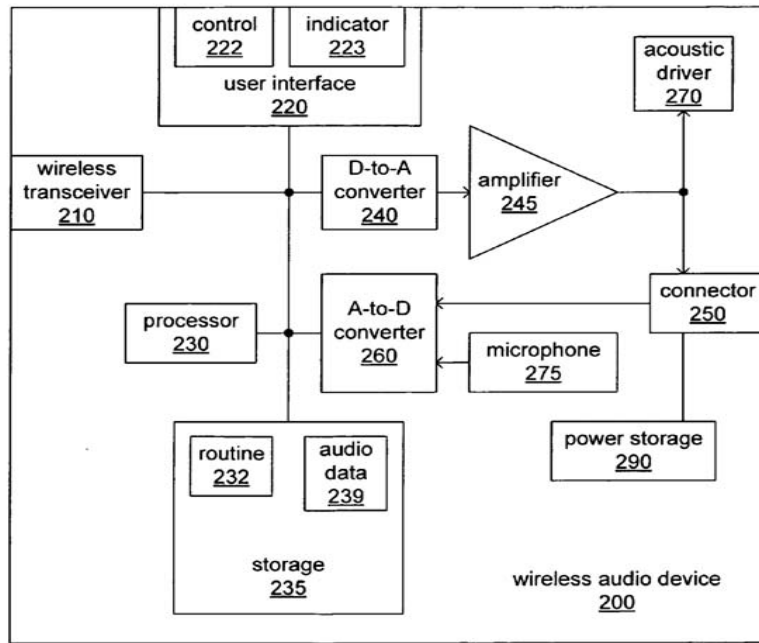 control
222
indicator
223
user interface
220
acoustic
driver
270
wireless
transceiver
210
D-to-A
converter
240
amplifier
245
processor
230
A-to-D
converter
260
connector
250
microphone
275
routine
232
audio
data
239
power storage
290
storage
235
wireless audio device
200